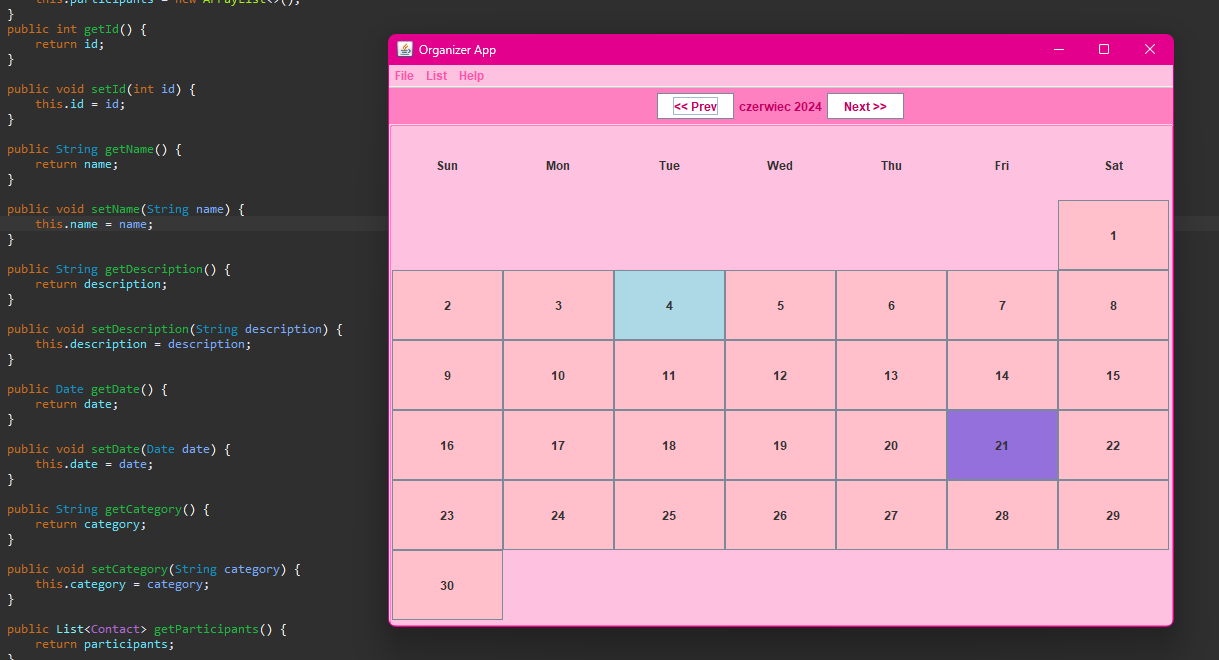 this.participants = new ArrayList<>();
}
public int getId() {
return id;
}
public void setId(int id) {
this.id = id;
}
public String getName() {
return name;
}
public void setName(String name) {
this.name = name;
}
public String getDescription() {
return description;
}
public void setDescription(String description) {
this.description = description;
}
public Date getDate() {
return date;
}
public void setDate(Date date) {
this.date = date;
}
public String getCategory() {
return category;
}
public void setCategory(String category) {
this.category = category;
}
public List<Contact> getParticipants() {
return participants;
}
Organizer App
File List Help
<< Prev czerwiec 2024 Next >>
Sun Mon Tue Wed Thu Fri Sat
1
2 3 4 5 6 7 8
9 10 11 12 13 14 15
16 17 18 19 20 21 22
23 24 25 26 27 28 29
30